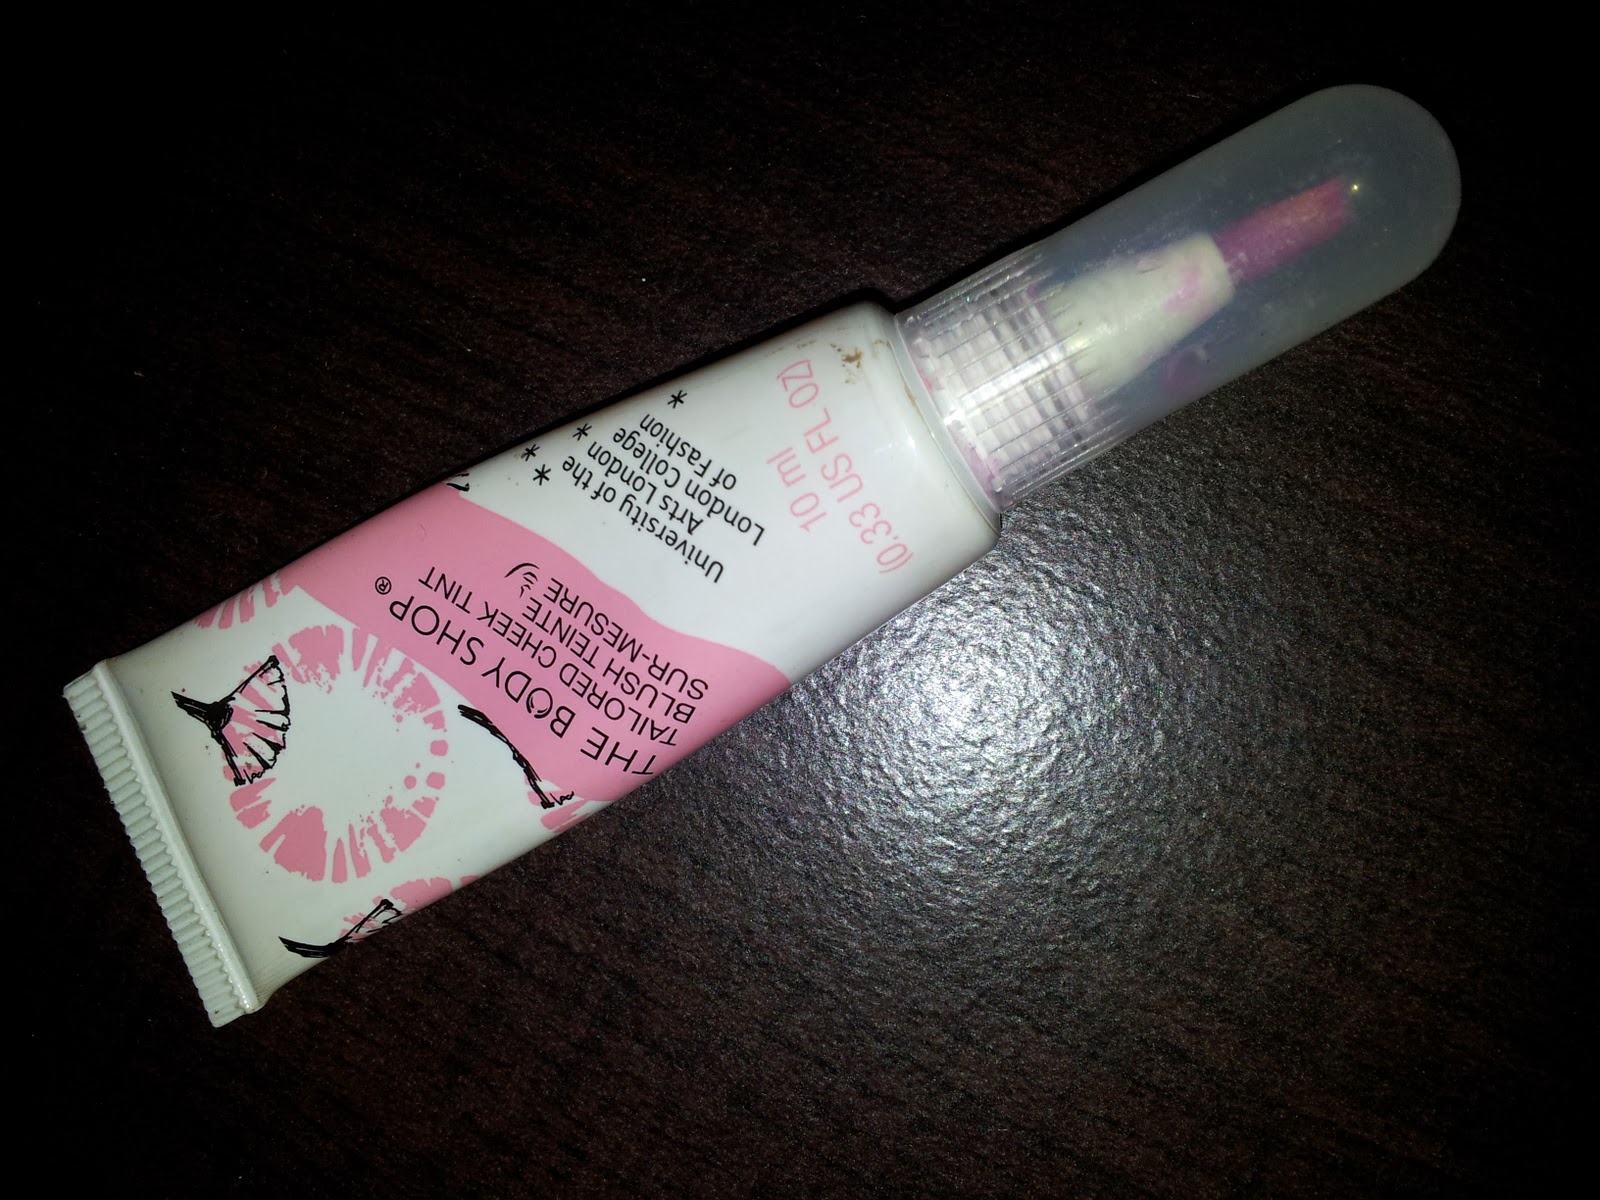 THE BODY SHOP®
TAILORED CHEEK TINT
BLUSH TEINTE
SUR-MESURE
University of the
Arts London
London College
of Fashion
10 ml
(0.33 US FL OZ)